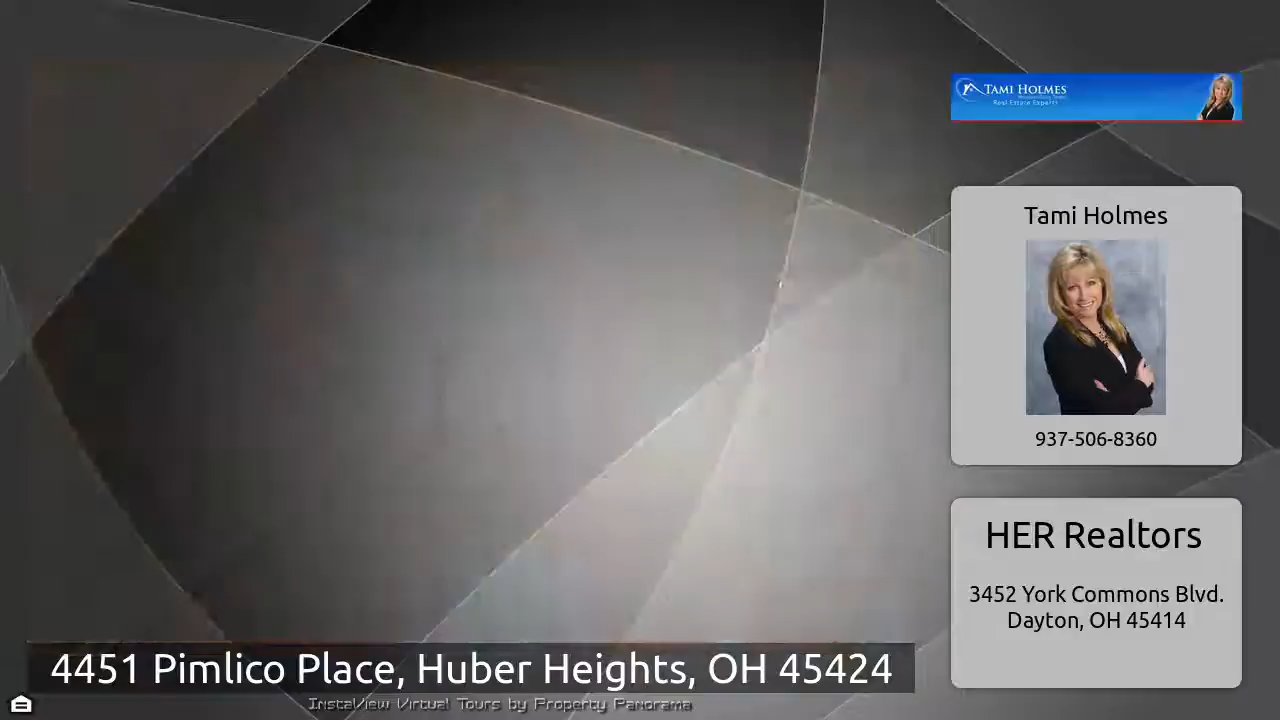 TAMI HOLMES
Real Estate Experts
Tami Holmes
937-506-8360
HER Realtors
3452 York Commons Blvd.
Dayton, OH 45414
4451 Pimlico Place, Huber Heights, OH 45424
InstaView Virtual Tours by Property Panorama